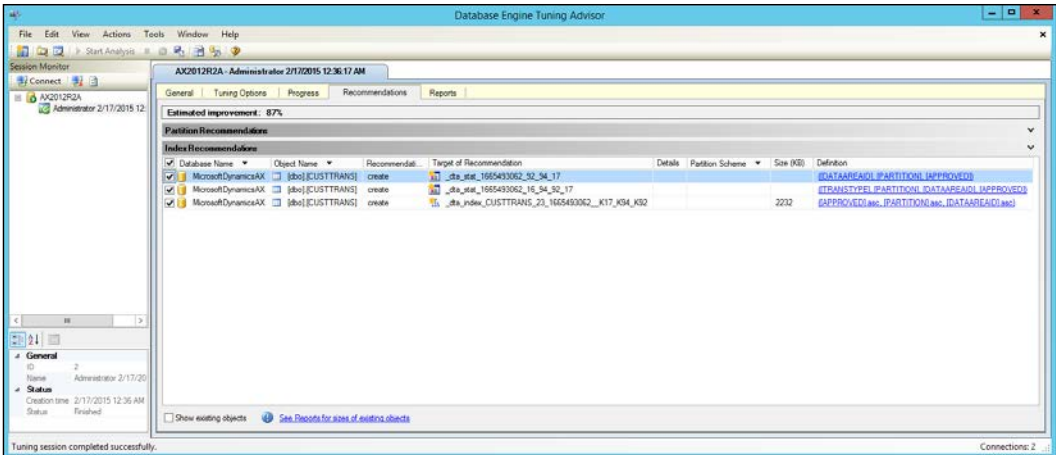 Database Engine Tuning Advisor
File Edit View Actions Tools Window Help
Start Analysis
Session Monitor
Connect
AX2012R2A
Administrator 2/17/2015 12:
AX2012R2A - Administrator 2/17/2015 12:36:17 AM
General Tuning Options Progress Recommendations Reports
Estimated improvement: 87%
Partition Recommendations
Index Recommendations
Database Name Object Name Recommendati... Target of Recommendation Details Partition Scheme Size (KB) Definition
MicrosoftDynamicsAX [dbo].[CUSTTRANS] create _dta_stat_1665493062_92_94_17 ([DATAAREAID], [PARTITION], [APPROVED])
MicrosoftDynamicsAX [dbo].[CUSTTRANS] create _dta_stat_1665493062_16_94_92_17 ([TRANSTYPE], [PARTITION], [DATAAREAID], [APPROVED])
MicrosoftDynamicsAX [dbo].[CUSTTRANS] create _dta_index_CUSTTRANS_23_1665493062__K17_K94_K92 2232 ([APPROVED] asc, [PARTITION] asc, [DATAAREAID] asc)
General
ID 2
Name Administrator 2/17/20
Status
Creation time 2/17/2015 12:36 AM
Status Finished
Show existing objects See Reports for sizes of existing objects
Tuning session completed successfully. Connections: 2